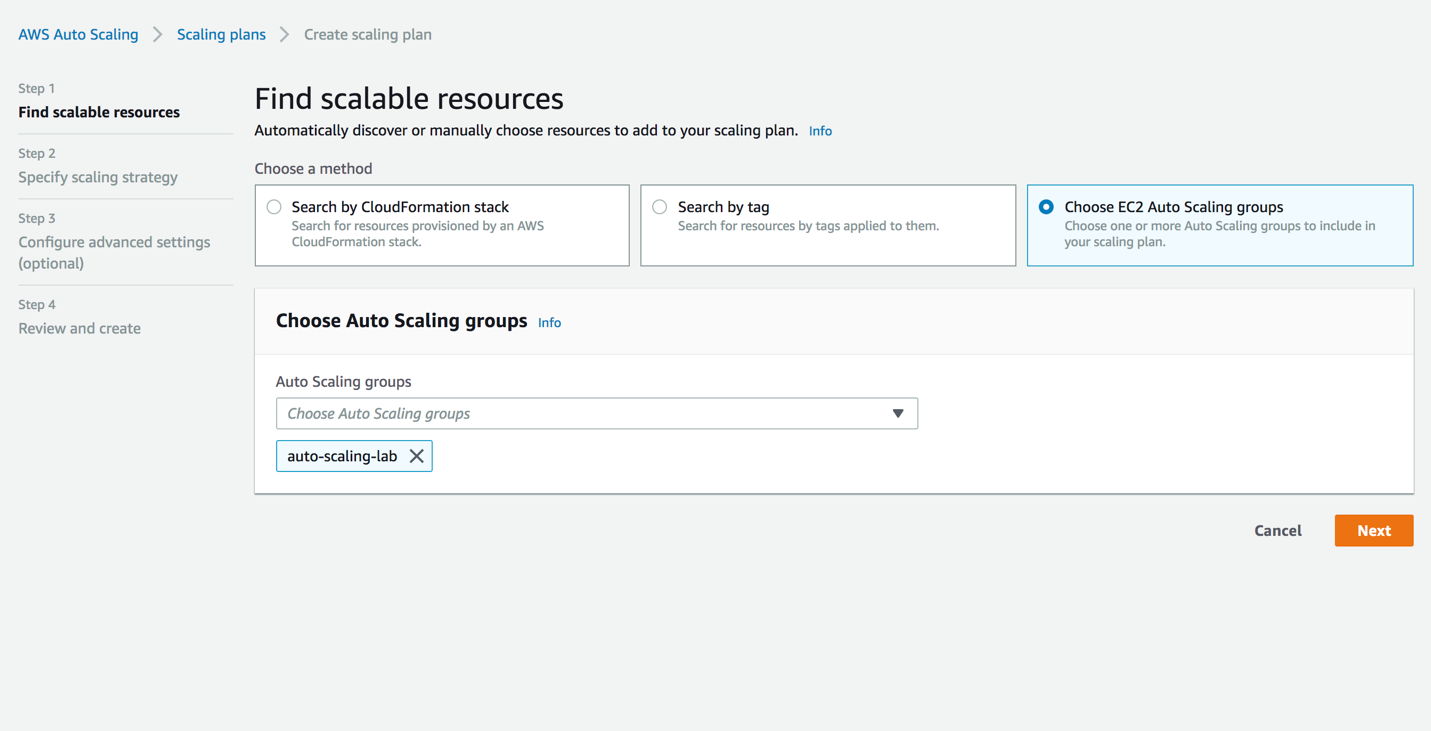 AWS Auto Scaling
Scaling plans
Create scaling plan
Step 1
Find scalable resources
Step 2
Specify scaling strategy
Step 3
Configure advanced settings
(optional)
Step 4
Review and create
Find scalable resources
Automatically discover or manually choose resources to add to your scaling plan. Info
Choose a method
Search by CloudFormation stack
Search for resources provisioned by an AWS
CloudFormation stack.
Search by tag
Search for resources by tags applied to them.
Choose EC2 Auto Scaling groups
Choose one or more Auto Scaling groups to include in
your scaling plan.
Choose Auto Scaling groups Info
Auto Scaling groups
Choose Auto Scaling groups
auto-scaling-lab
Cancel
Next